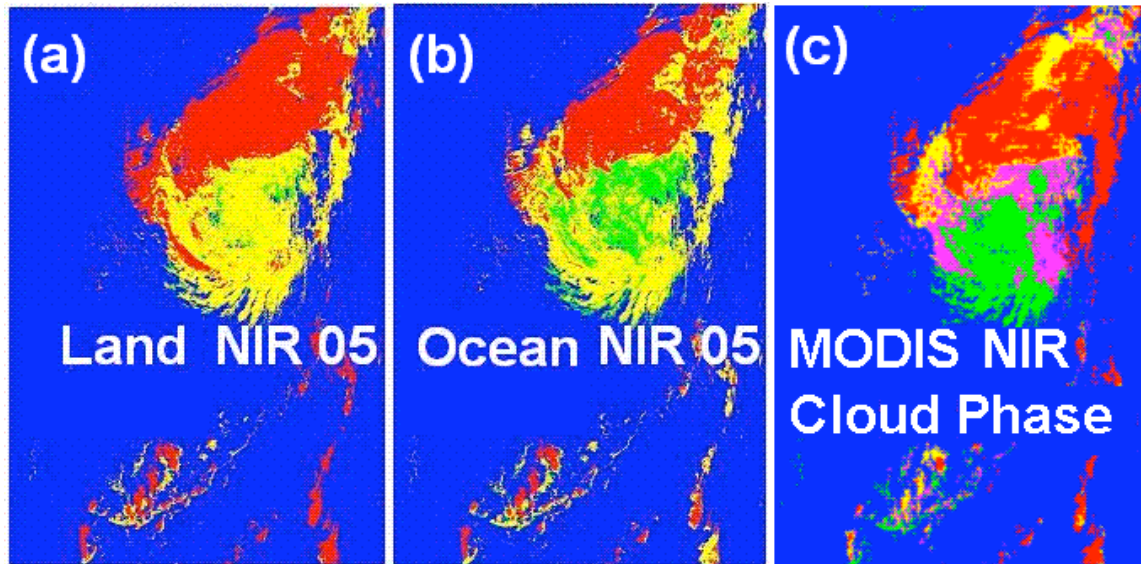 (a)
Land NIR 05
(b)
Ocean NIR 05
(c)
MODIS NIR
Cloud Phase